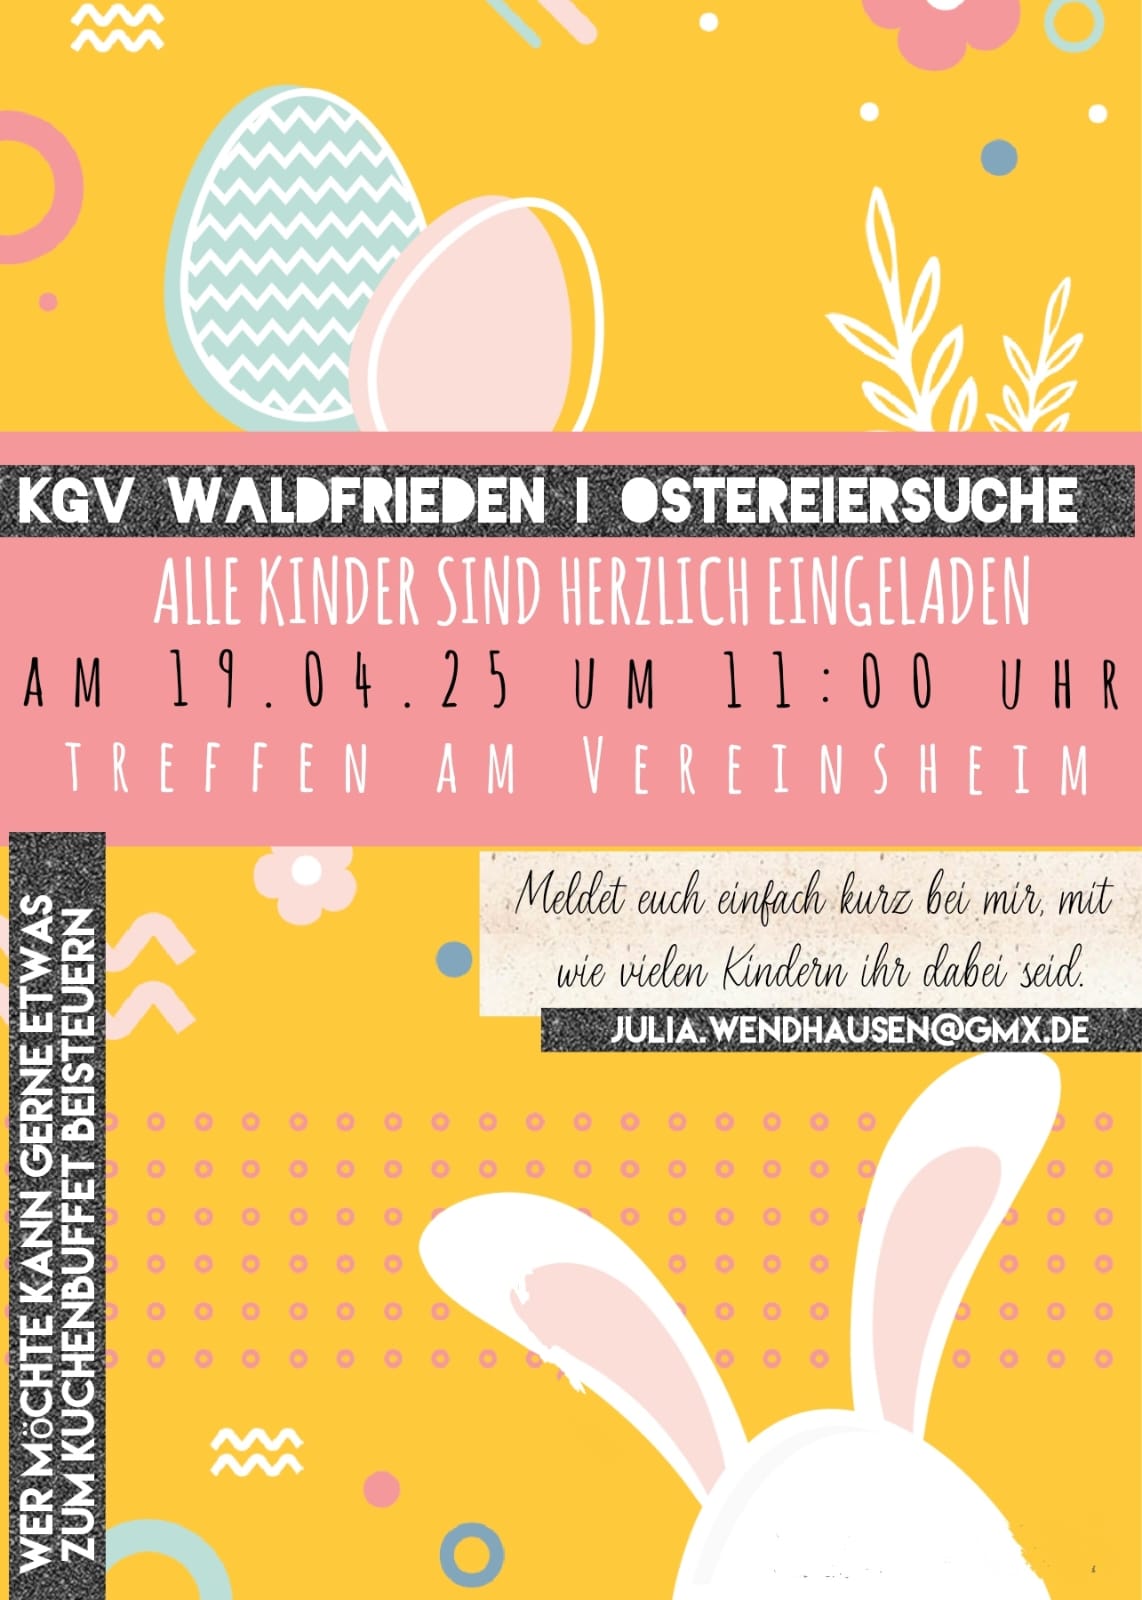 KGV WALDFRIEDEN | OSTEREIERSUCHE
ALLE KINDER SIND HERZLICH EINGELADEN
AM 19.04.25 UM 11:00 UHR
TREFFEN AM VEREINSHEIM
Meldet euch einfach kurz bei mir, mit
wie vielen Kindern ihr dabei seid.
JULIA.WENDHAUSEN@GMX.DE
WER MÖCHTE KANN GERNE ETWAS
ZUM KUCHENBUFFET BEISTEUERN